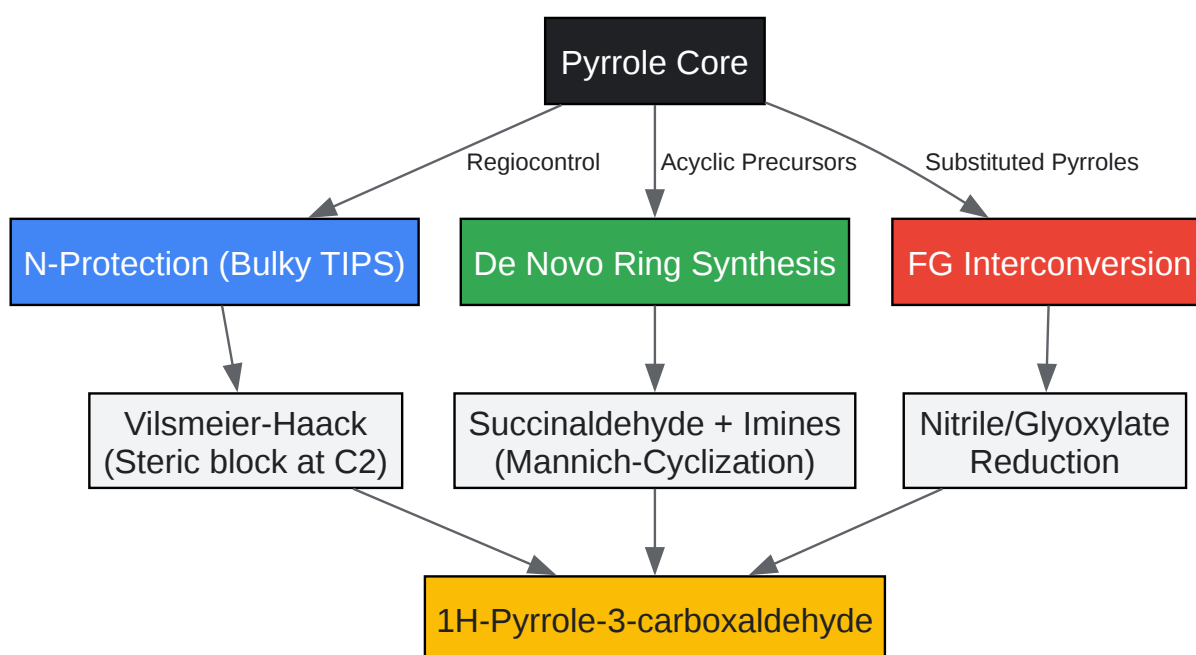 Pyrrole Core
Regiocontrol
Acyclic Precursors
Substituted Pyrroles
N-Protection (Bulky TIPS)
De Novo Ring Synthesis
FG Interconversion
Vilsmeier-Haack
(Steric block at C2)
Succinaldehyde + Imines
(Mannich-Cyclization)
Nitrile/Glyoxylate
Reduction
1H-Pyrrole-3-carboxaldehyde